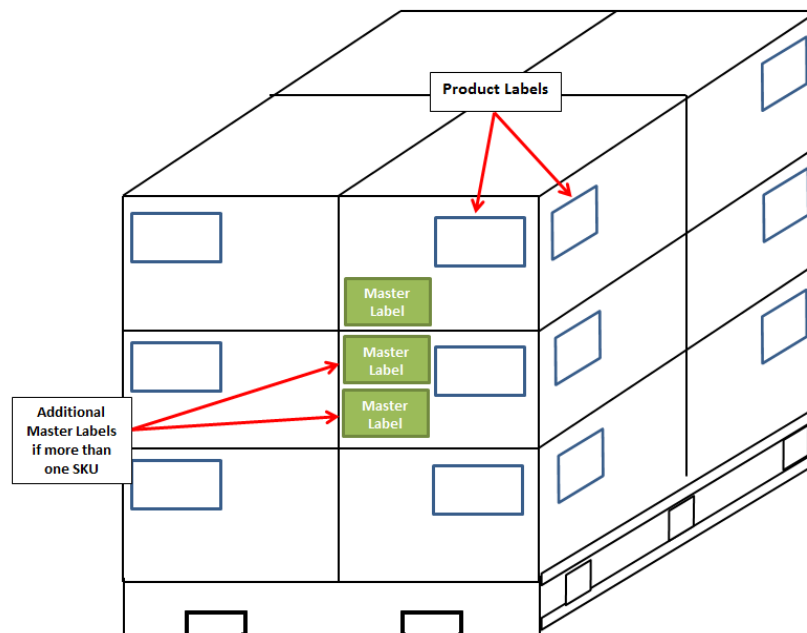 Product Labels
Master
Label
Master
Label
Master
Label
Additional
Master Labels
if more than
one SKU